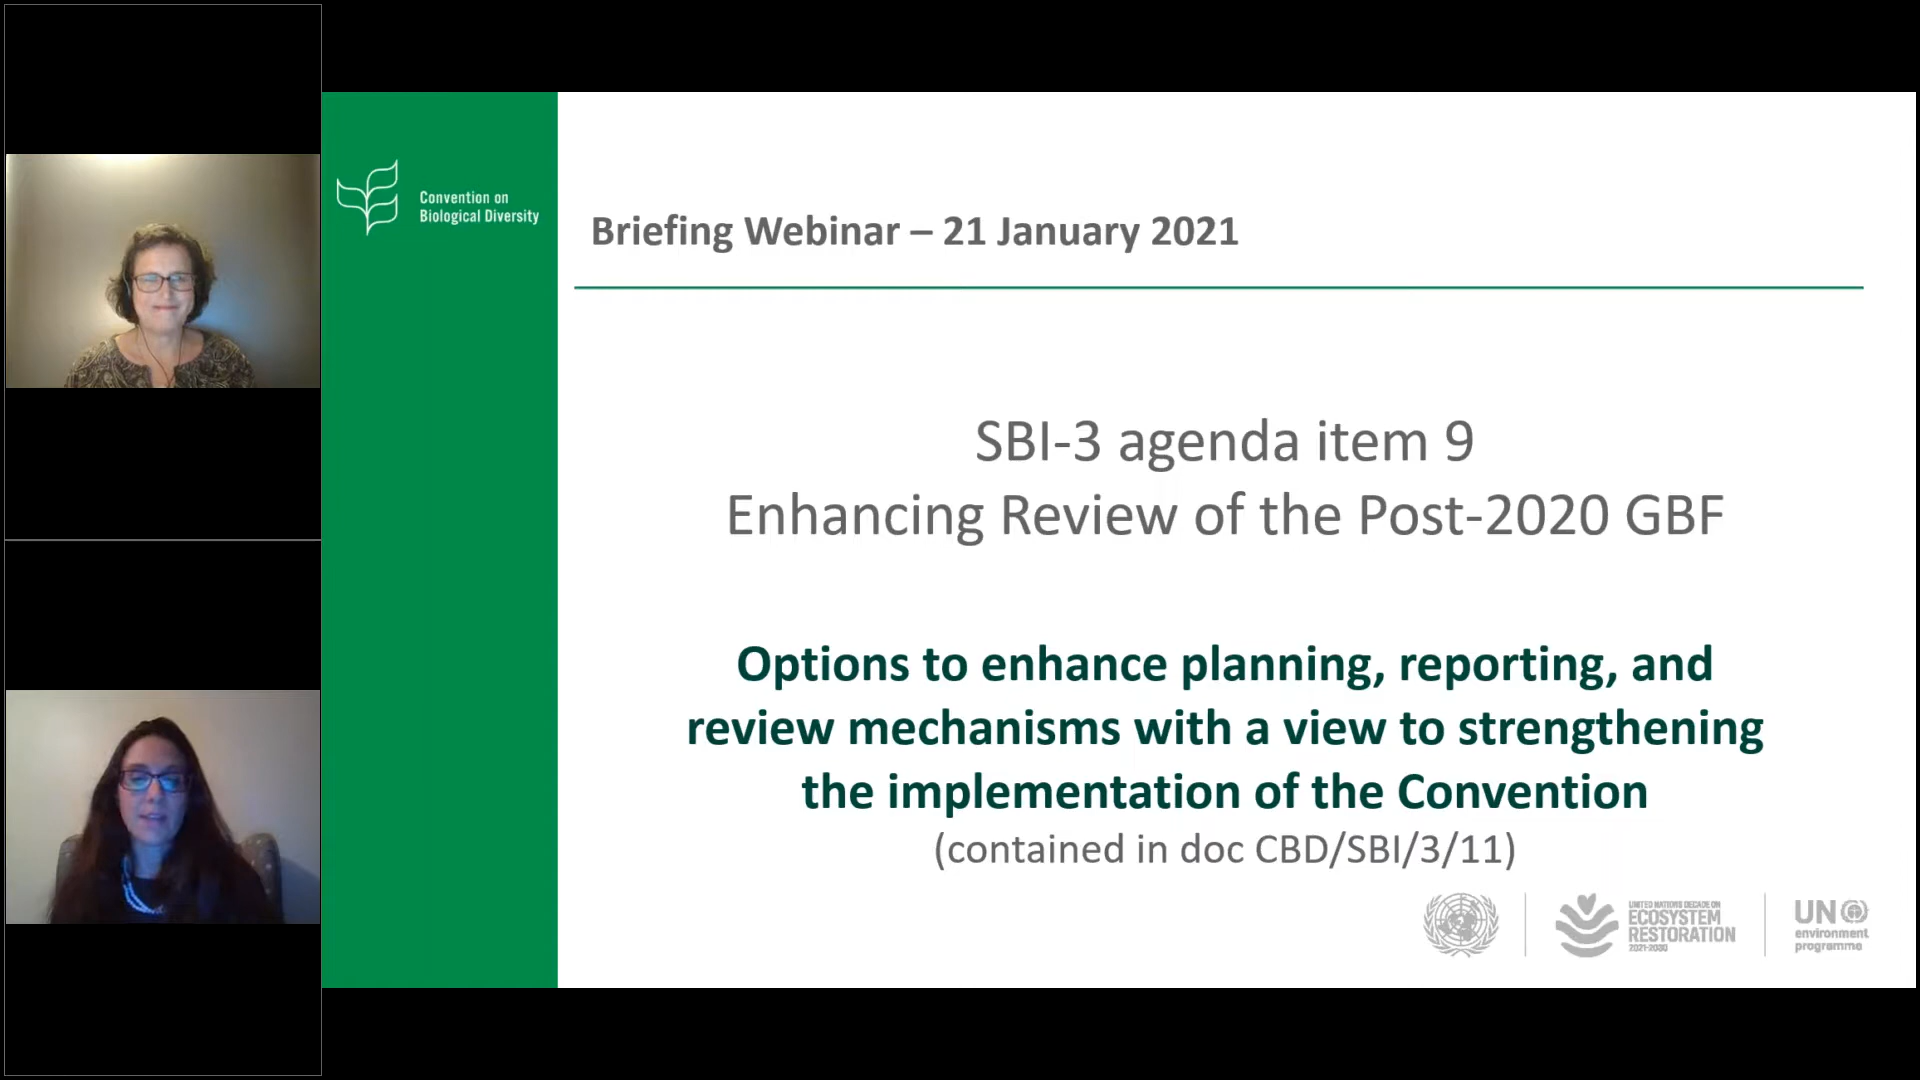 Convention on
Biological Diversity
Briefing Webinar – 21 January 2021
SBI-3 agenda item 9
Enhancing Review of the Post-2020 GBF
Options to enhance planning, reporting, and
review mechanisms with a view to strengthening
the implementation of the Convention
(contained in doc CBD/SBI/3/11)
UNITED NATIONS DECADE ON
ECOSYSTEM
RESTORATION
2021-2030
UN
environment
programme